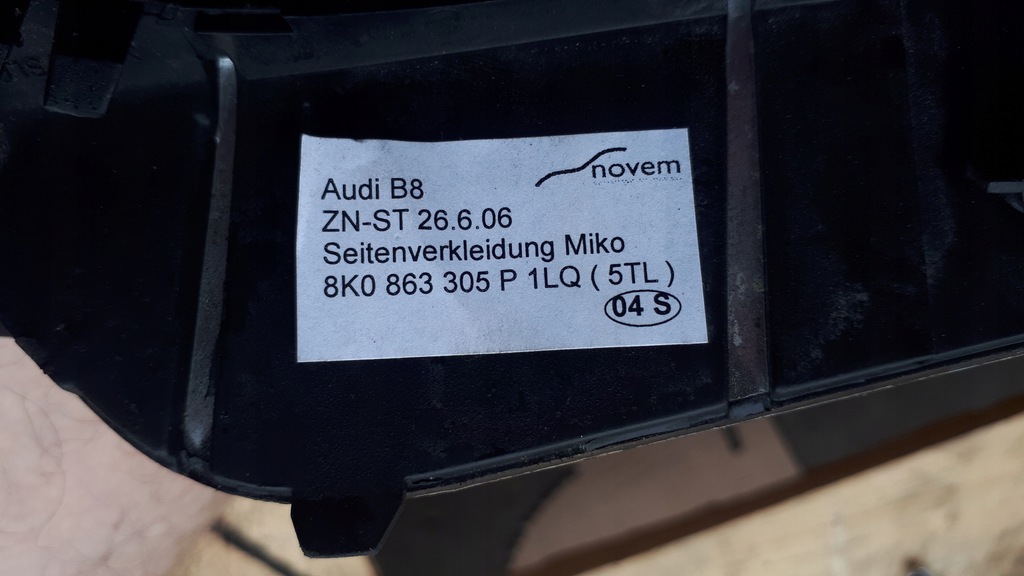 novem
Audi B8
ZN-ST 26.6.06
Seitenverkleidung Miko
8K0 863 305 P 1LQ ( 5TL )
04 S